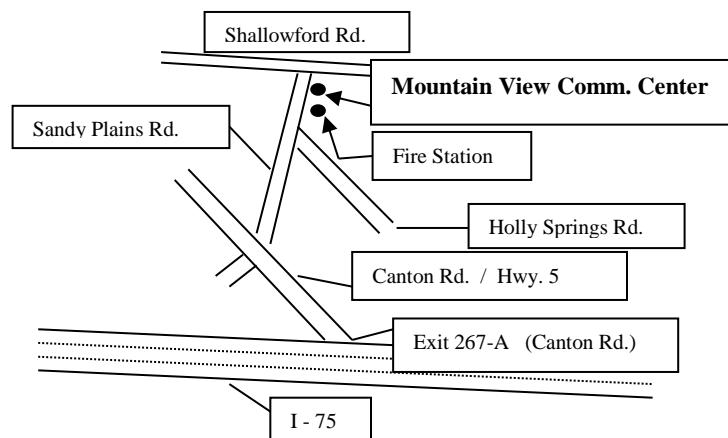 Shallowford Rd.
Mountain View Comm. Center
Sandy Plains Rd.
Fire Station
Holly Springs Rd.
Canton Rd. / Hwy. 5
Exit 267-A (Canton Rd.)
I - 75